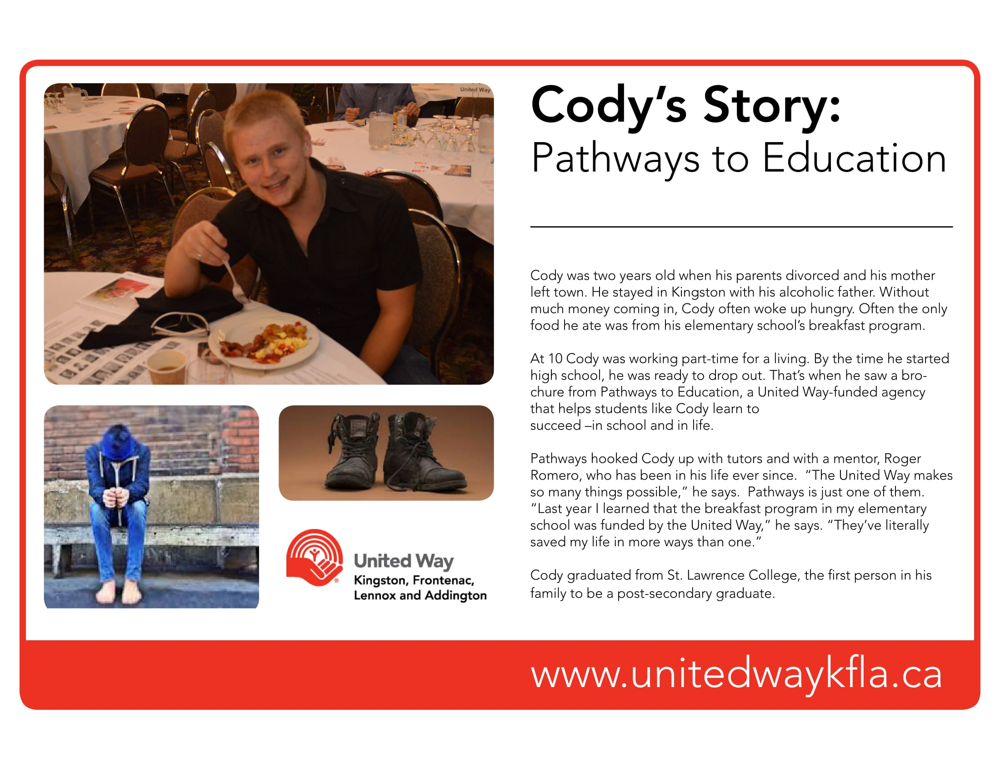 United Way
Cody’s Story:
Pathways to Education
Cody was two years old when his parents divorced and his mother
left town. He stayed in Kingston with his alcoholic father. Without
much money coming in, Cody often woke up hungry. Often the only
food he ate was from his elementary school’s breakfast program.
At 10 Cody was working part-time for a living. By the time he started
high school, he was ready to drop out. That’s when he saw a bro-
chure from Pathways to Education, a United Way-funded agency
that helps students like Cody learn to
succeed –in school and in life.
Pathways hooked Cody up with tutors and with a mentor, Roger
Romero, who has been in his life ever since.  “The United Way makes
so many things possible,” he says.  Pathways is just one of them.
“Last year I learned that the breakfast program in my elementary
school was funded by the United Way,” he says. “They’ve literally
saved my life in more ways than one.”
Cody graduated from St. Lawrence College, the first person in his
family to be a post-secondary graduate.
United Way
®
Kingston, Frontenac,
Lennox and Addington
www.unitedwaykfla.ca